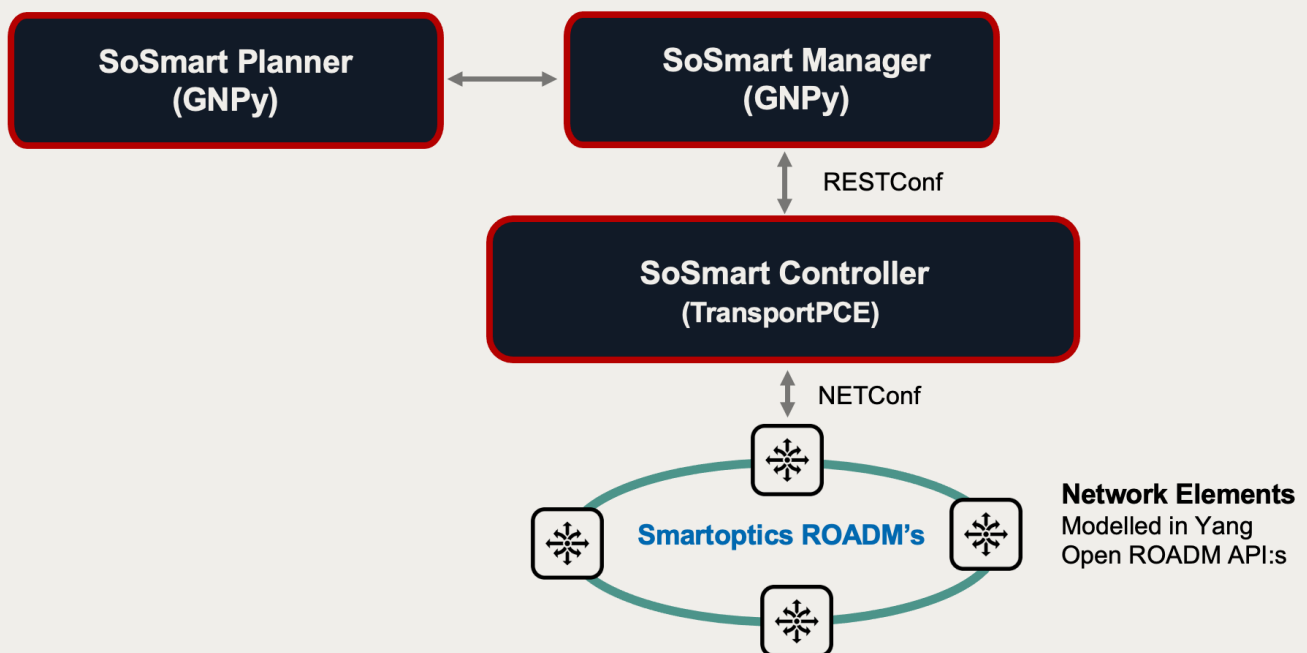 SoSmart Planner
(GNPy)
SoSmart Manager
(GNPy)
RESTConf
SoSmart Controller
(TransportPCE)
NETConf
Smartoptics ROADM’s
Network Elements
Modelled in Yang
Open ROADM API:s